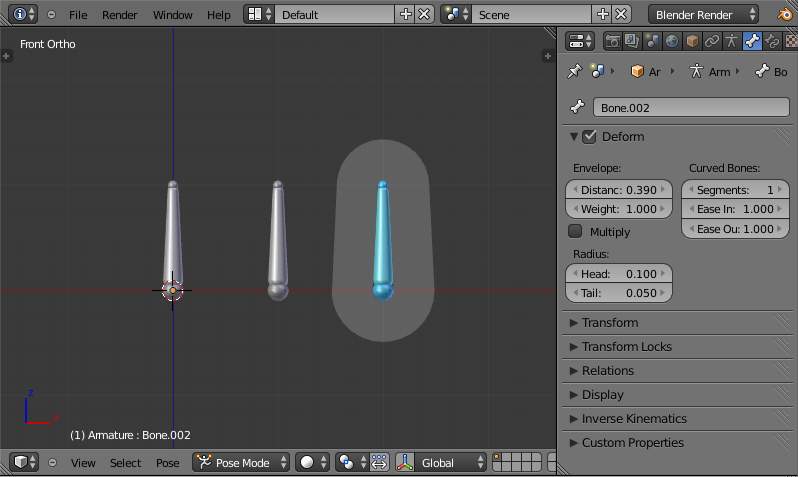 File Render Window Help Default Scene Blender Render
Front Ortho
Ar Arm Bo
Bone.002
Deform
Envelope: Curved Bones:
Distanc: 0.390 Segments: 1
Weight: 1.000 Ease In: 1.000
Multiply Ease Ou: 1.000
Radius:
Head: 0.100
Tail: 0.050
Transform
Transform Locks
Relations
Display
Inverse Kinematics
Custom Properties
z
(1) Armature : Bone.002
View Select Pose Pose Mode Global